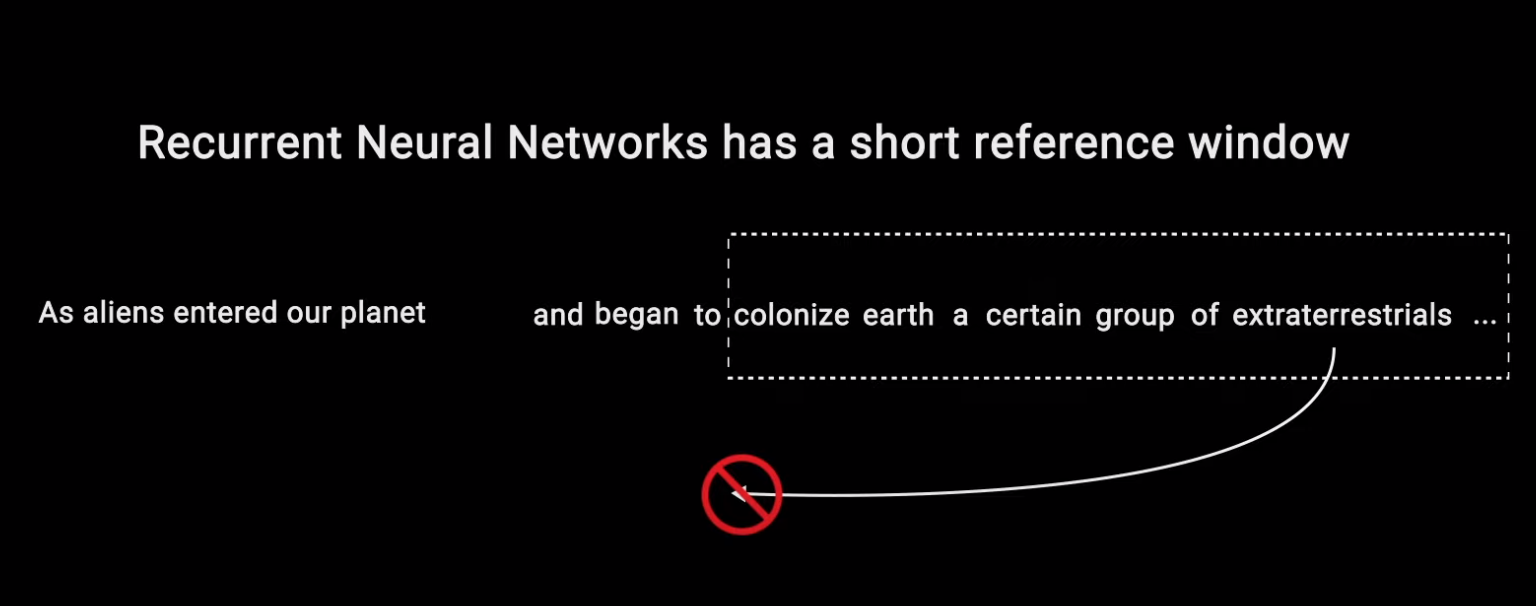 Recurrent Neural Networks has a short reference window
As aliens entered our planet and began to colonize earth a certain group of extraterrestrials ...